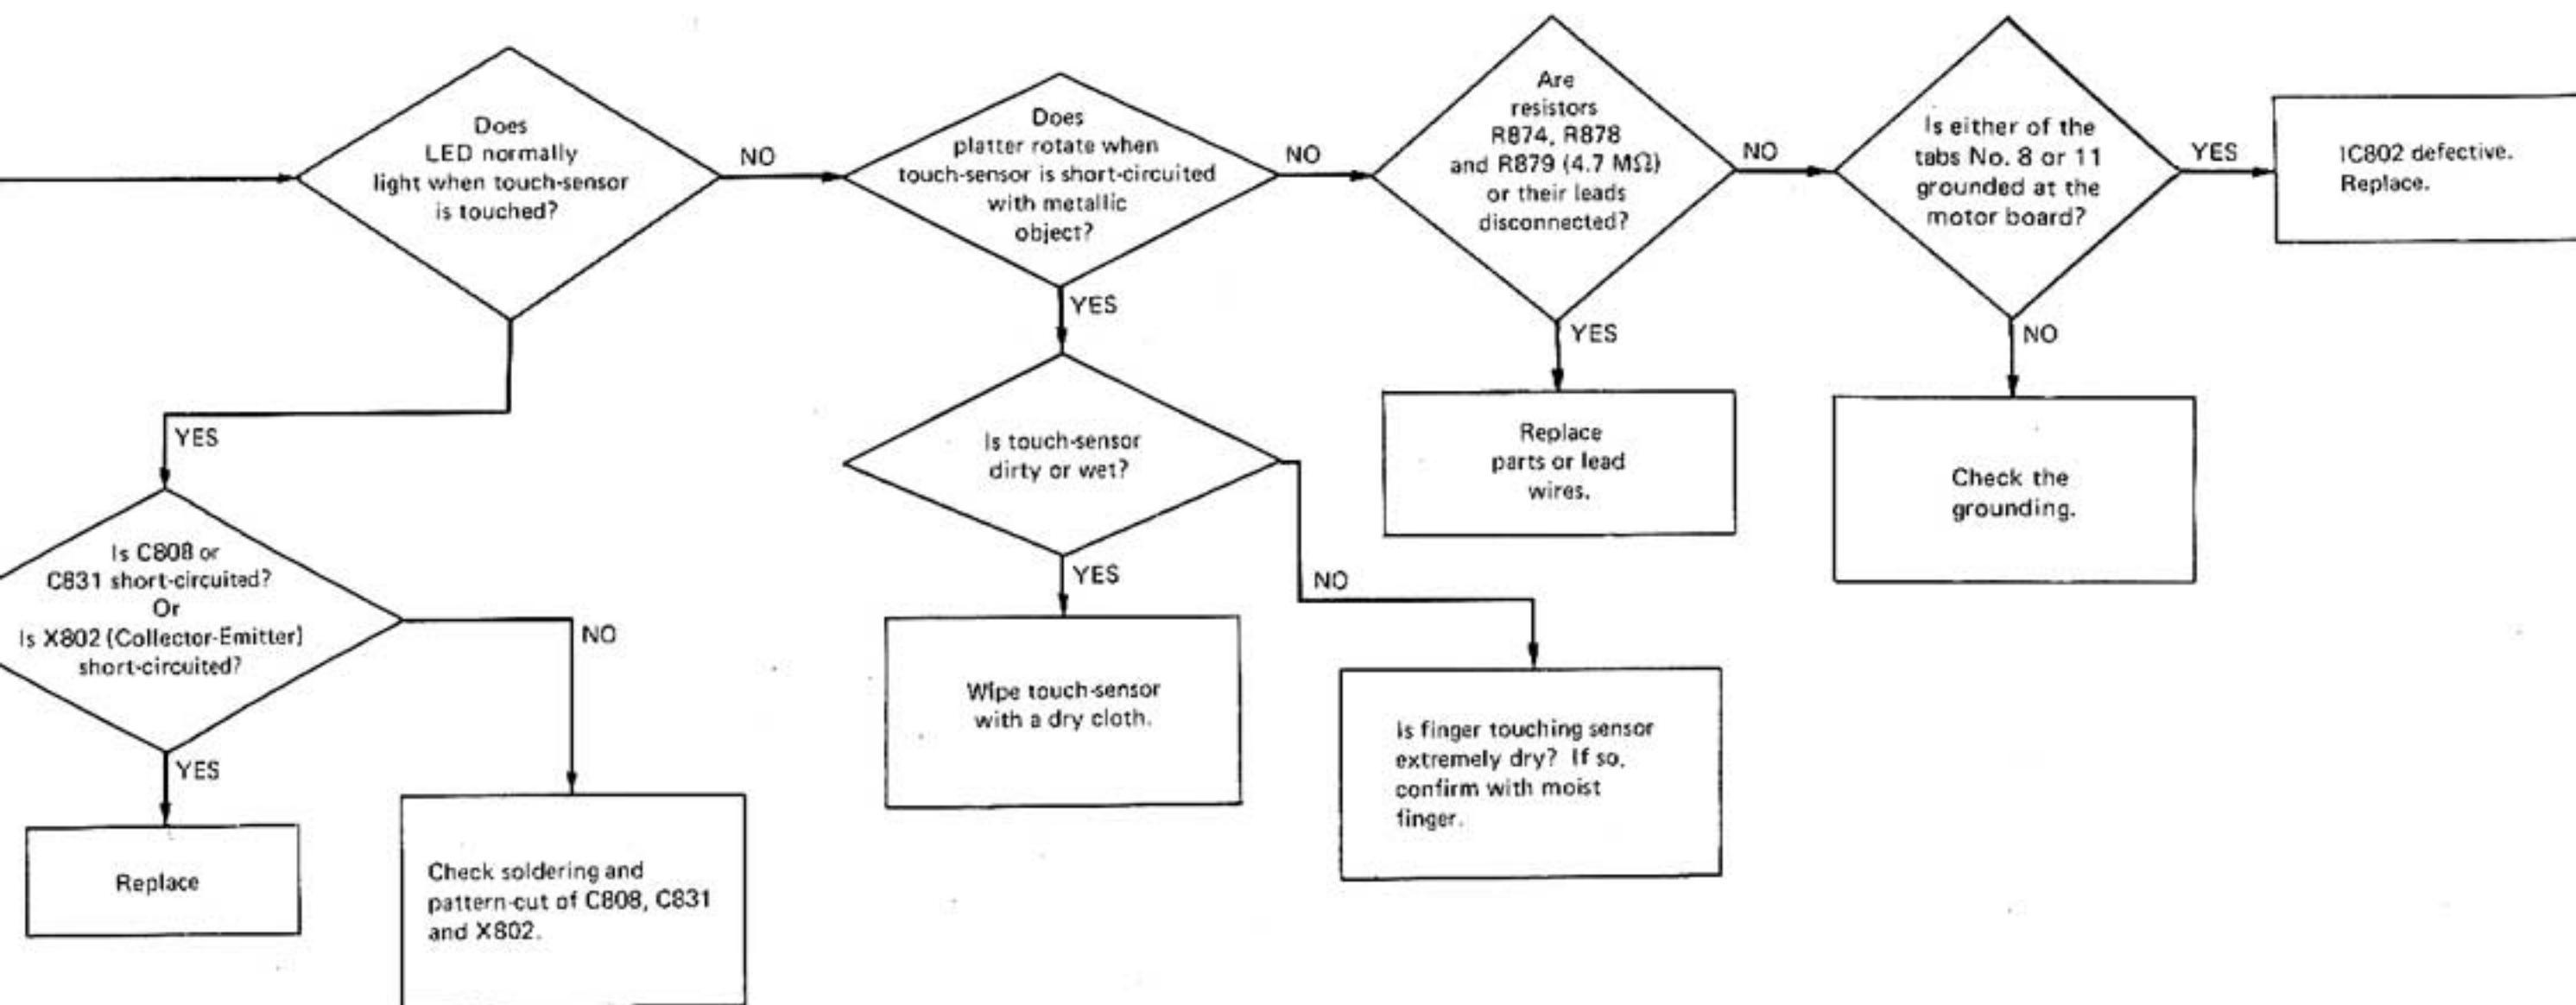 Does
LED normally
light when touch-sensor
is touched?
NO
YES
Does
platter rotate when
touch-sensor is short-circuited
with metallic
object?
NO
YES
Are
resistors
R874, R878
and R879 (4.7 MΩ)
or their leads
disconnected?
NO
YES
Is either of the
tabs No. 8 or 11
grounded at the
motor board?
YES
NO
IC802 defective.
Replace.
Is touch-sensor
dirty or wet?
YES
NO
Replace
parts or lead
wires.
Check the
grounding.
Is C808 or
C831 short-circuited?
Or
Is X802 (Collector-Emitter)
short-circuited?
NO
YES
Wipe touch-sensor
with a dry cloth.
Is finger touching sensor
extremely dry? If so,
confirm with moist
finger.
Replace
Check soldering and
pattern-cut of C808, C831
and X802.